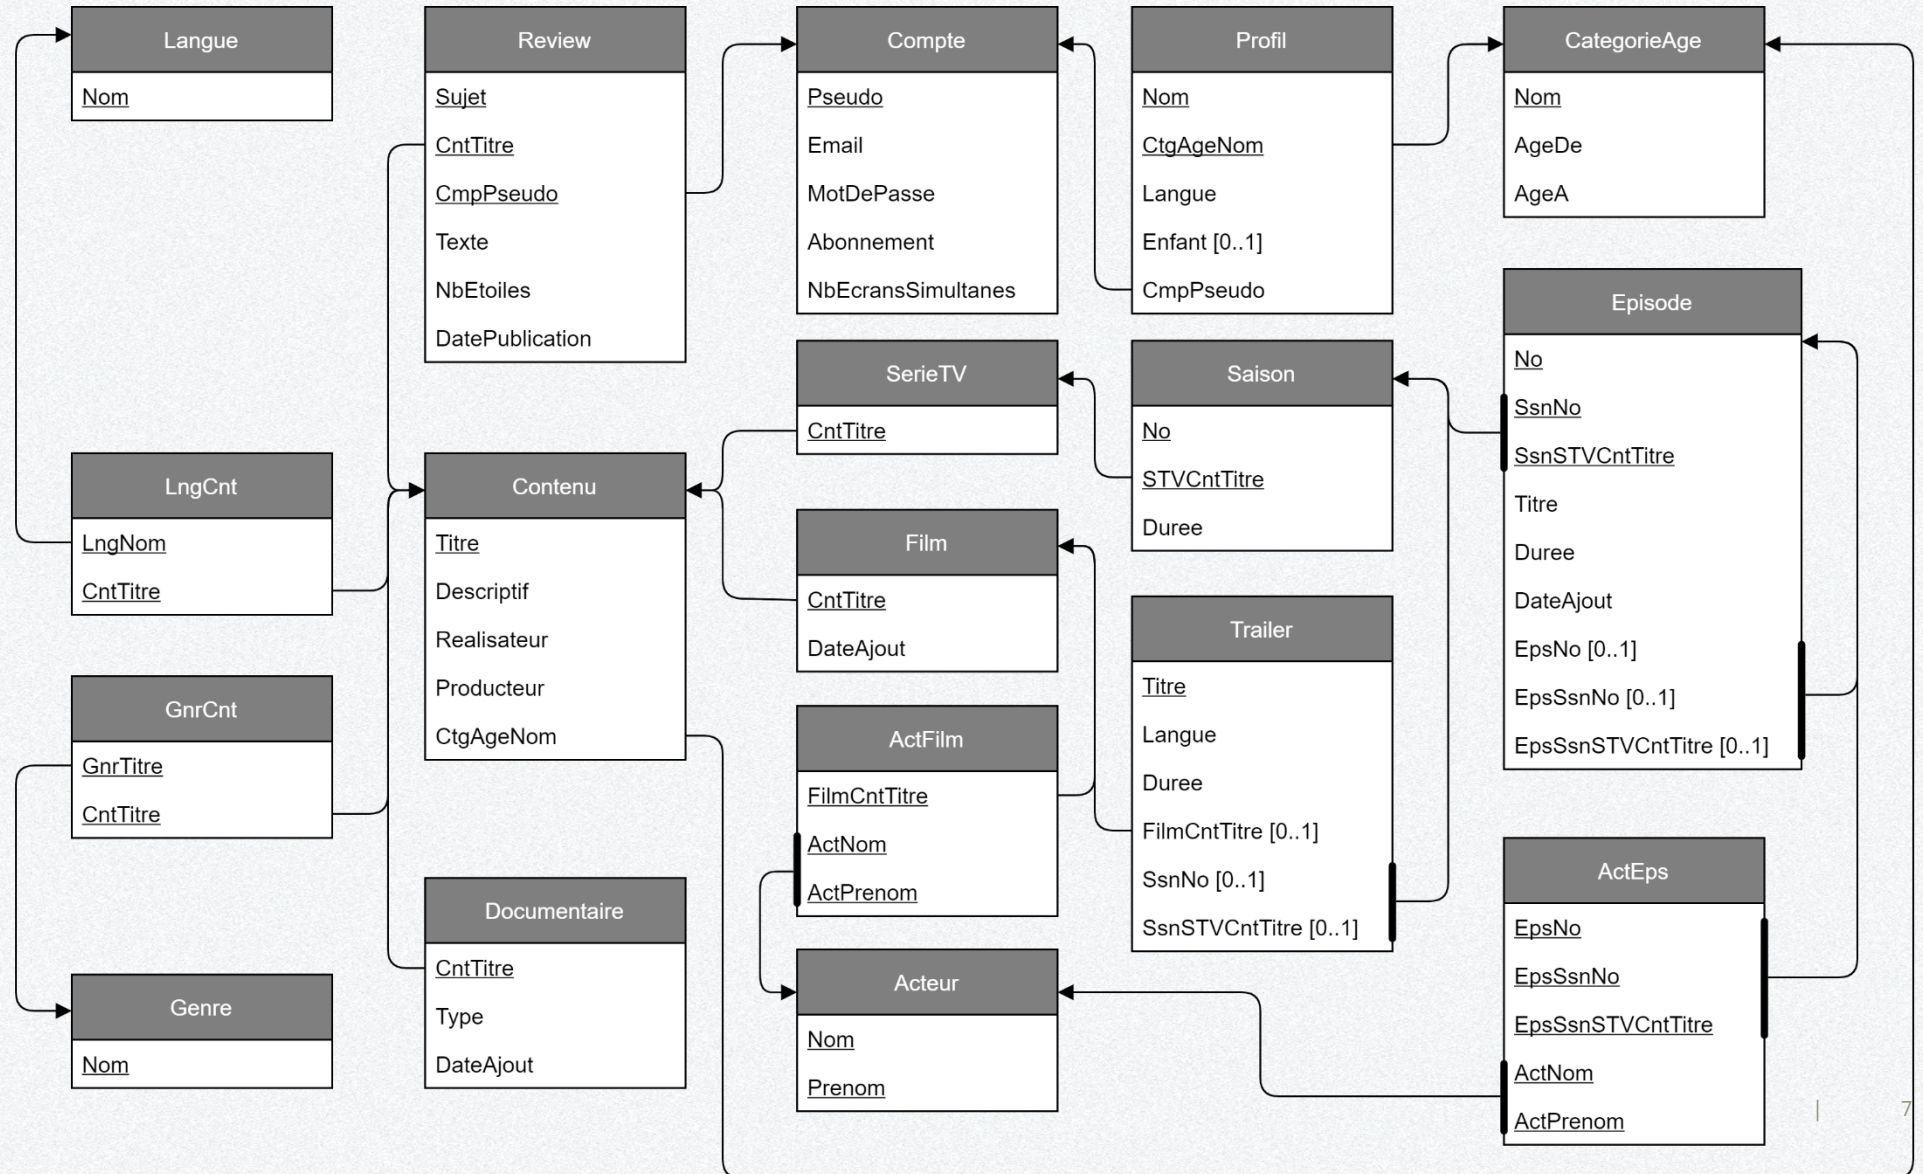 Langue
Nom
Review
Sujet
CntTitre
CmpPseudo
Texte
NbEtoiles
DatePublication
Compte
Pseudo
Email
MotDePasse
Abonnement
NbEcransSimultanes
Profil
Nom
CtgAgeNom
Langue
Enfant [0..1]
CmpPseudo
CategorieAge
Nom
AgeDe
AgeA
LngCnt
LngNom
CntTitre
Contenu
Titre
Descriptif
Realisateur
Producteur
CtgAgeNom
SerieTV
CntTitre
Saison
No
STVCntTitre
Duree
Episode
No
SsnNo
SsnSTVCntTitre
Titre
Duree
DateAjout
EpsNo [0..1]
EpsSsnNo [0..1]
EpsSsnSTVCntTitre [0..1]
Film
CntTitre
DateAjout
GnrCnt
GnrTitre
CntTitre
ActFilm
FilmCntTitre
ActNom
ActPrenom
Trailer
Titre
Langue
Duree
FilmCntTitre [0..1]
SsnNo [0..1]
SsnSTVCntTitre [0..1]
Genre
Nom
Documentaire
CntTitre
Type
DateAjout
Acteur
Nom
Prenom
ActEps
EpsNo
EpsSsnNo
EpsSsnSTVCntTitre
ActNom
ActPrenom
| 7